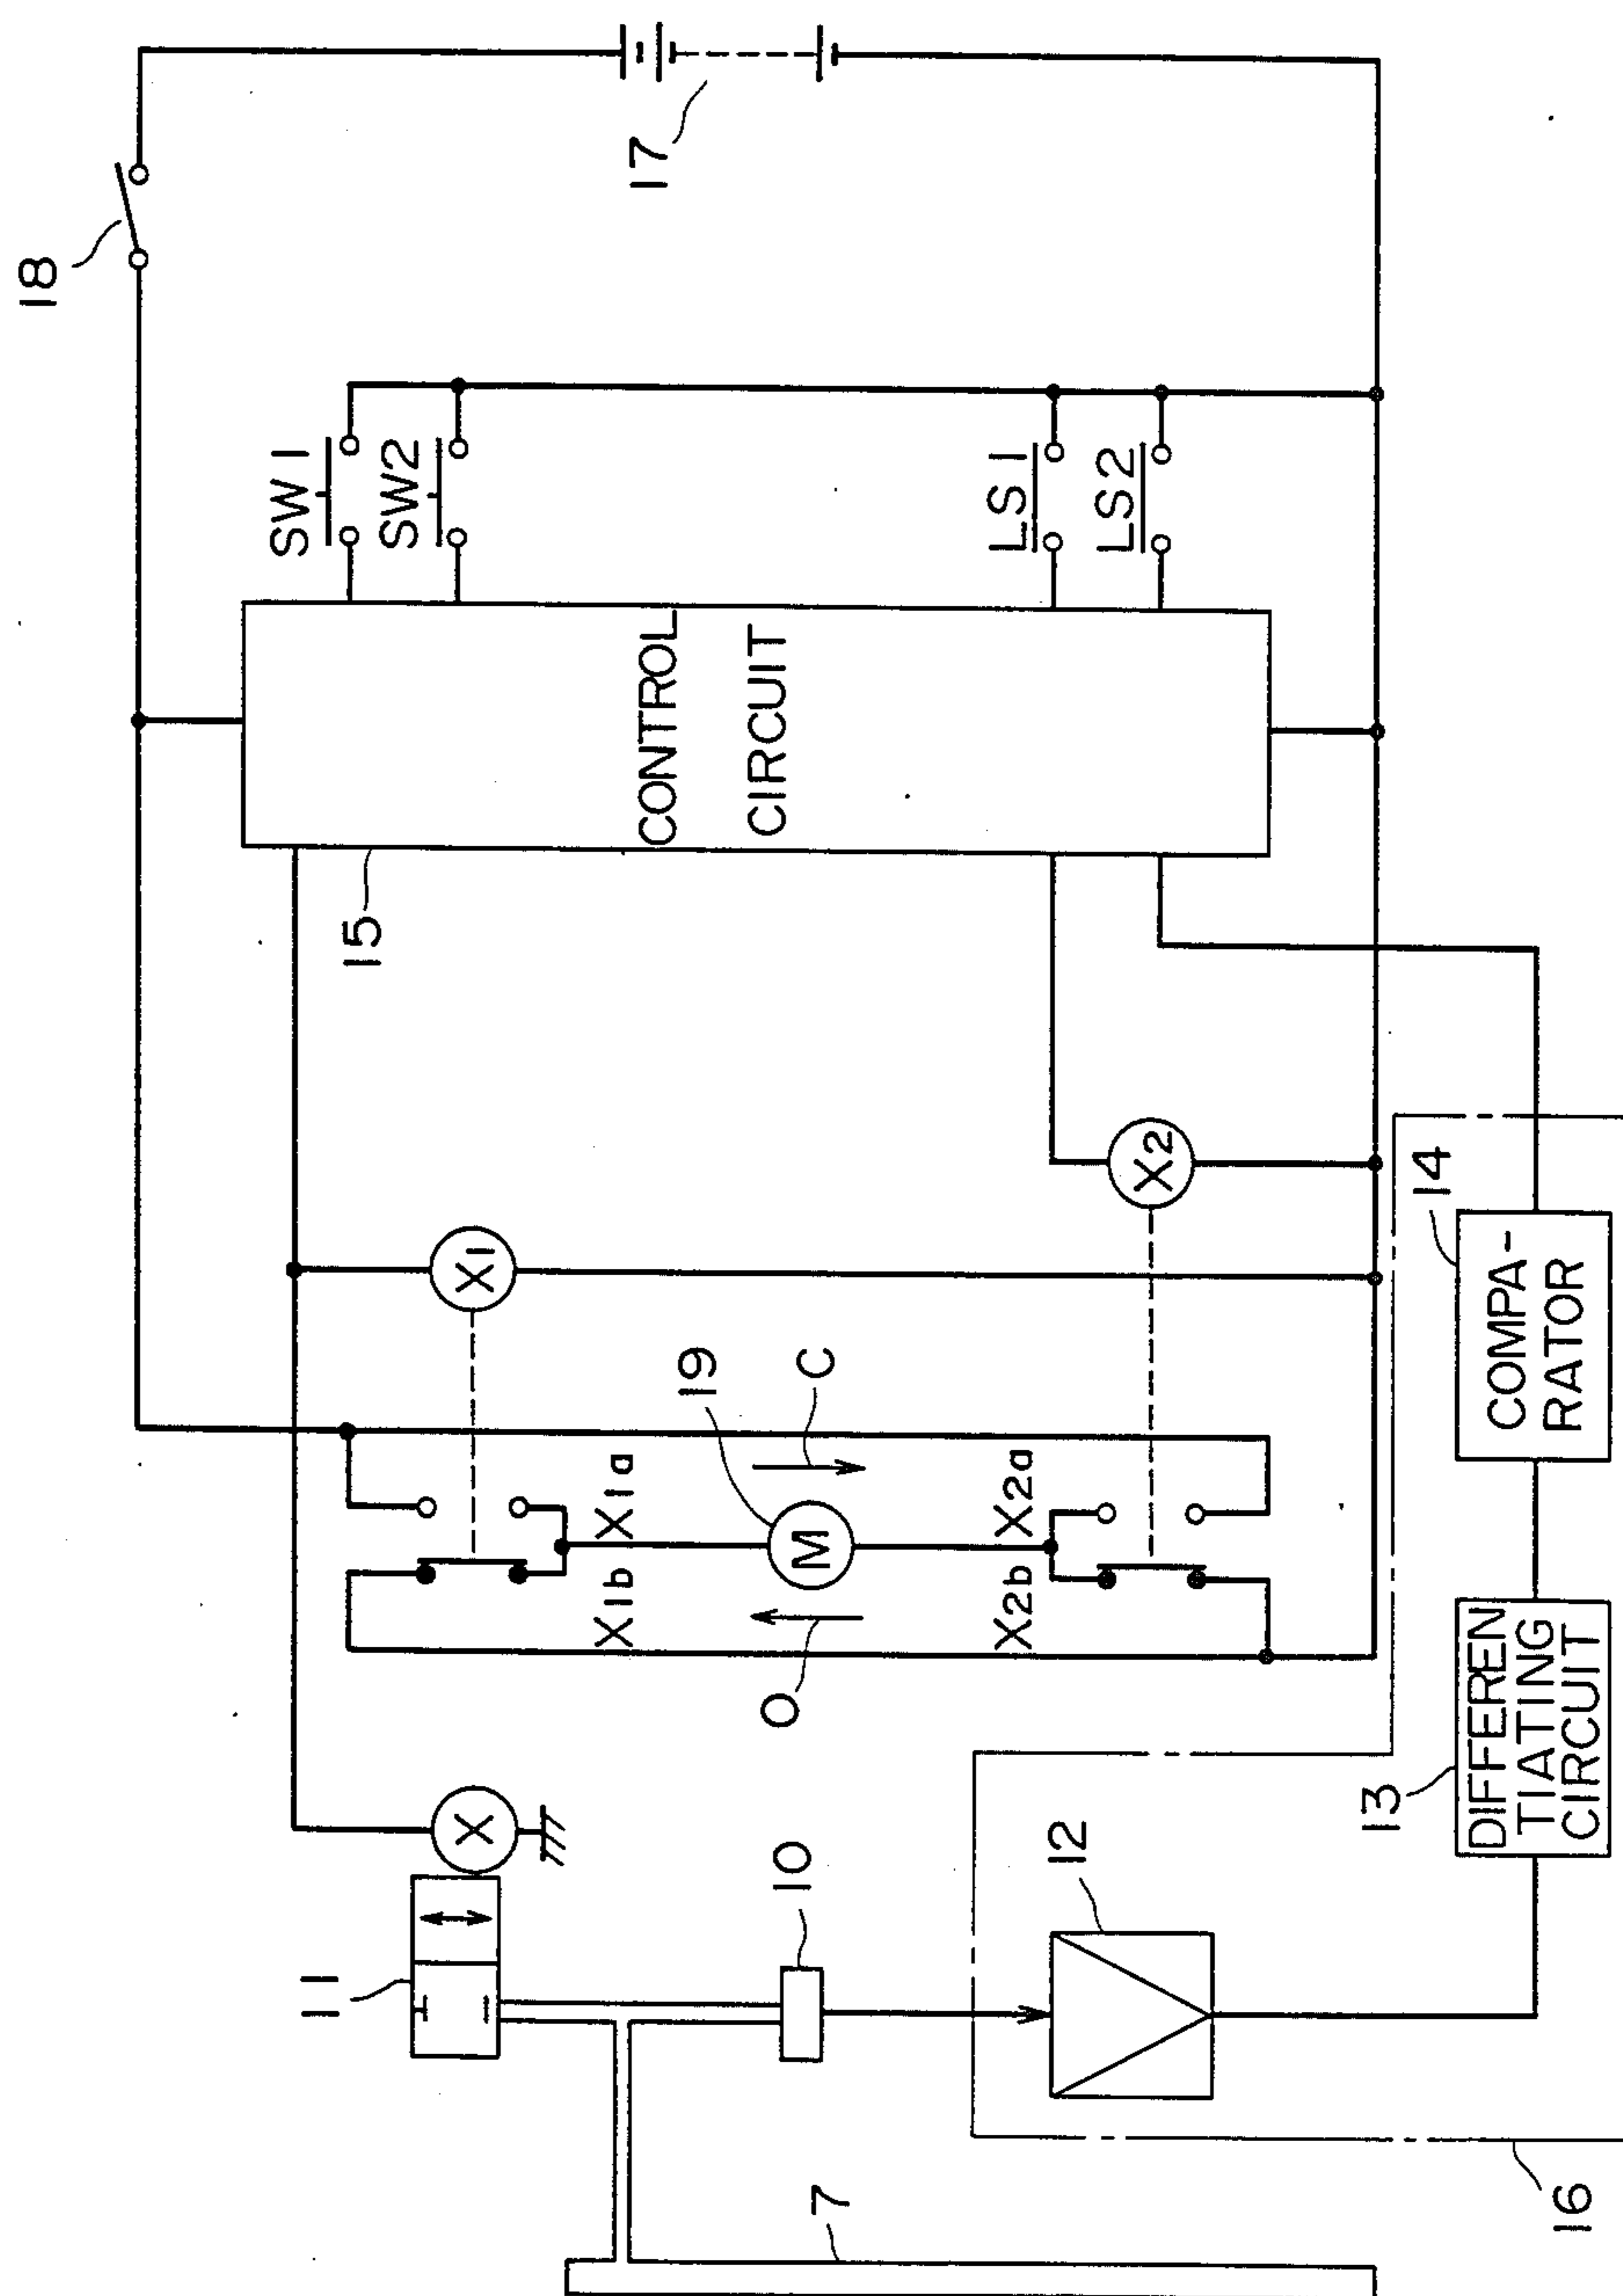 18
17
SW1
SW2
LS1
LS2
CONTROL
CIRCUIT
15
X1
X2
19
C
X1a
X1b
M
X2a
X2b
O
14
COMPA-
RATOR
13
DIFFEREN
TIATING
CIRCUIT
X
11
10
12
7
16